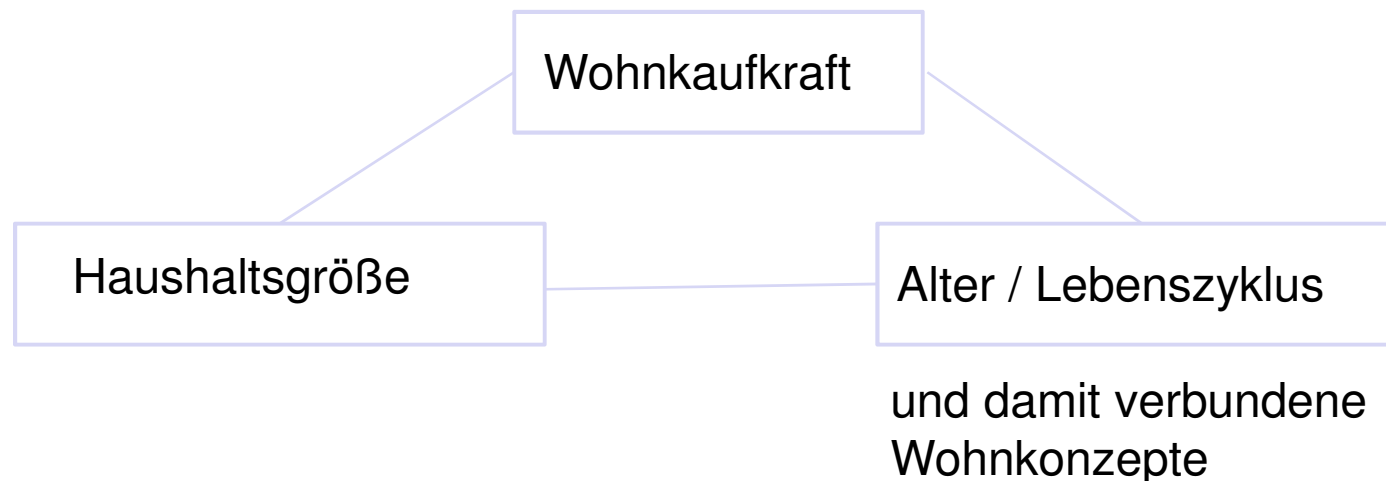 Wohnkaufkraft
Haushaltsgröße
Alter / Lebenszyklus
und damit verbundene
Wohnkonzepte